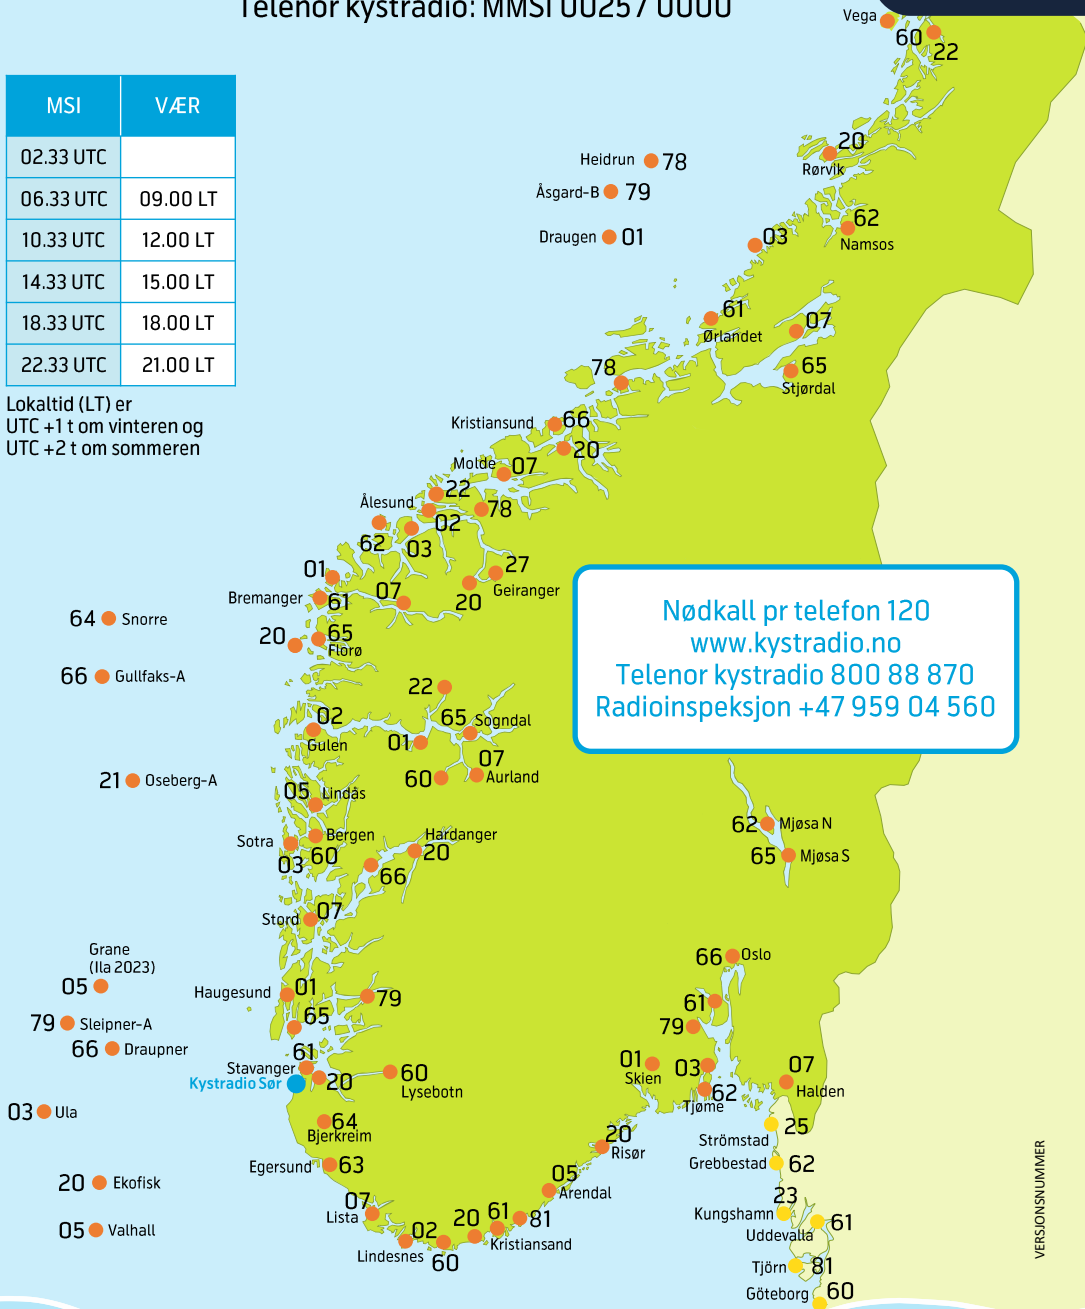 Telenor kystradio: MMSI 00257 0000
MSI VÆR
02.33 UTC
06.33 UTC 09.00 LT
10.33 UTC 12.00 LT
14.33 UTC 15.00 LT
18.33 UTC 18.00 LT
22.33 UTC 21.00 LT
Lokaltid (LT) er
UTC +1 t om vinteren og
UTC +2 t om sommeren
Vega 60
22
20
Rørvik
Heidrun 78
Åsgard-B 79
Draugen 01
62
Namsos
03
61
Ørlandet
07
65
Stjørdal
78
Kristiansund 66
20
Molde 07
22
Ålesund
02
78
62
03
27
Geiranger
20
01
07
Bremanger 61
64 Snorre
20
65
Florø
66 Gullfaks-A
Nødkall pr telefon 120
www.kystradio.no
Telenor kystradio 800 88 870
Radioinspeksjon +47 959 04 560
22
02
Gulen
65 Sogndal
01
07
Aurland
60
21 Oseberg-A
05 Lindås
Bergen
60
Sotra
03
Hardanger
20
66
62 Mjøsa N
65 Mjøsa S
Stord 07
Grane
(Ila 2023)
05
66 Oslo
Haugesund 01
79
65
61
79
79 Sleipner-A
66 Draupner
61
Stavanger
Kystradio Sør
20
60
Lysebotn
01
Skien
03
62
Tjøme
07
Halden
03 Ula
64
Bjerkreim
25
Strömstad
20
Risør
Egersund 63
Grebbestad 62
20 Ekofisk
05
Arendal
07
Lista
23
Kungshamn
61
Uddevalla
05 Valhall
02
Lindesnes
60
20
61
81
Kristiansand
Tjörn 81
Göteborg 60
VERSJONSNUMMER